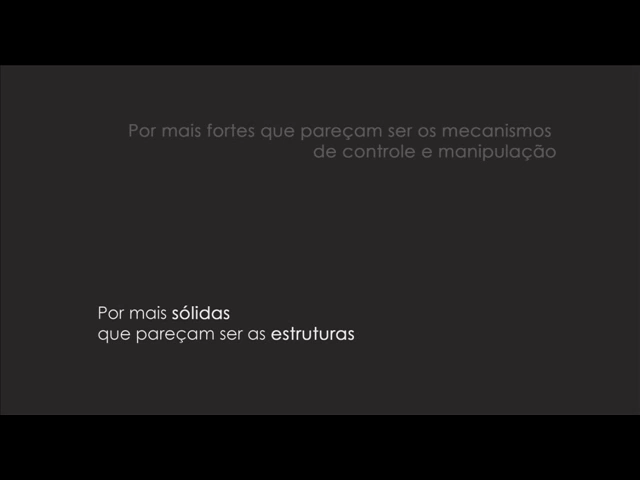 Por mais fortes que pareçam ser os mecanismos
de controle e manipulação
Por mais sólidas
que pareçam ser as estruturas